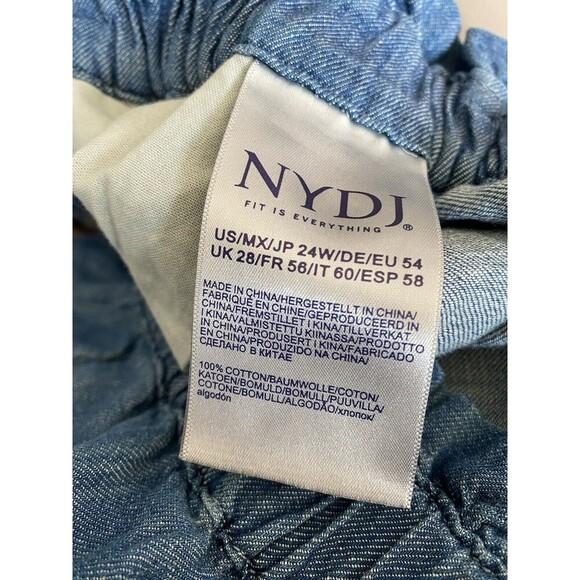 NYDJ®
FIT IS EVERYTHING
US/MX/JP 24W/DE/EU 54
UK 28/FR 56/IT 60/ESP 58
MADE IN CHINA/HERGESTELLT IN CHINA/
FABRIQUÉ EN CHINE/GEPRODUCEERD IN
CHINA/FREMSTILLET I KINA/TILLVERKAT
I KINA/VALMISTETTU KIINASSA/PRODOTTO
IN CHINA/PRODUZIDO NA CHINA/FABRICADO
EN CHINA/
СДЕЛАНО В КИТАЕ
100% COTTON/BAUMWOLLE/COTON/
KATOEN/BOMULD/BOMULL/PUUVILLA/
COTONE/BOMULL/ALGODÃO/хлопок/
algodón